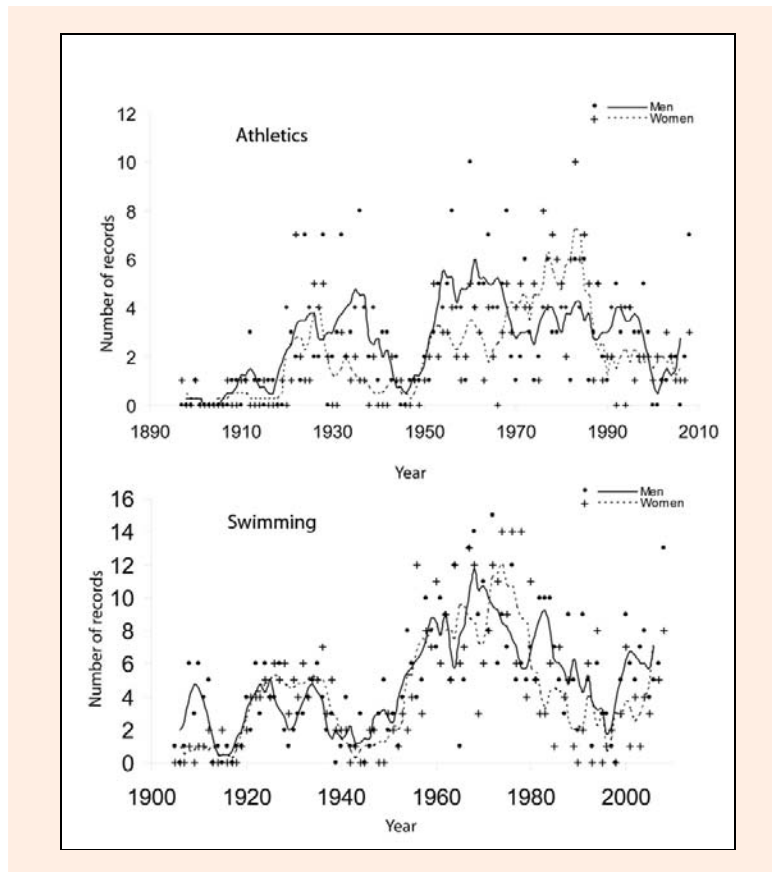 Men
Women
Athletics
Number of records
12
10
8
6
4
2
0
1890
1910
1930
1950
1970
1990
2010
Year
Men
Women
Swimming
Number of records
16
14
12
10
8
6
4
2
0
1900
1920
1940
1960
1980
2000
Year